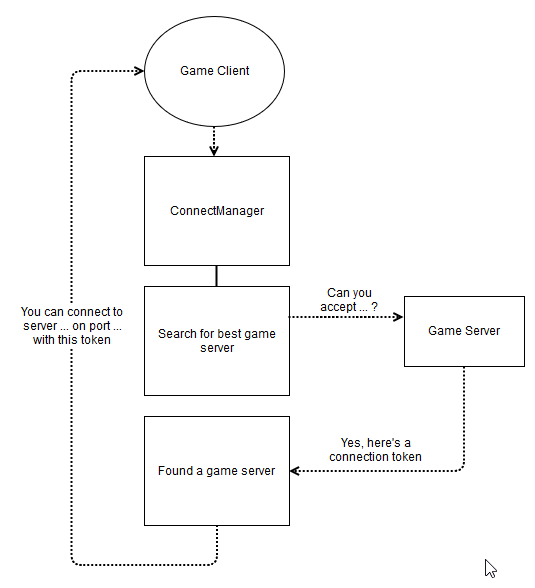 Game Client
ConnectManager
Can you
accept ... ?
You can connect to
server ... on port ...
with this token
Search for best game
server
Game Server
Yes, here's a
connection token
Found a game server